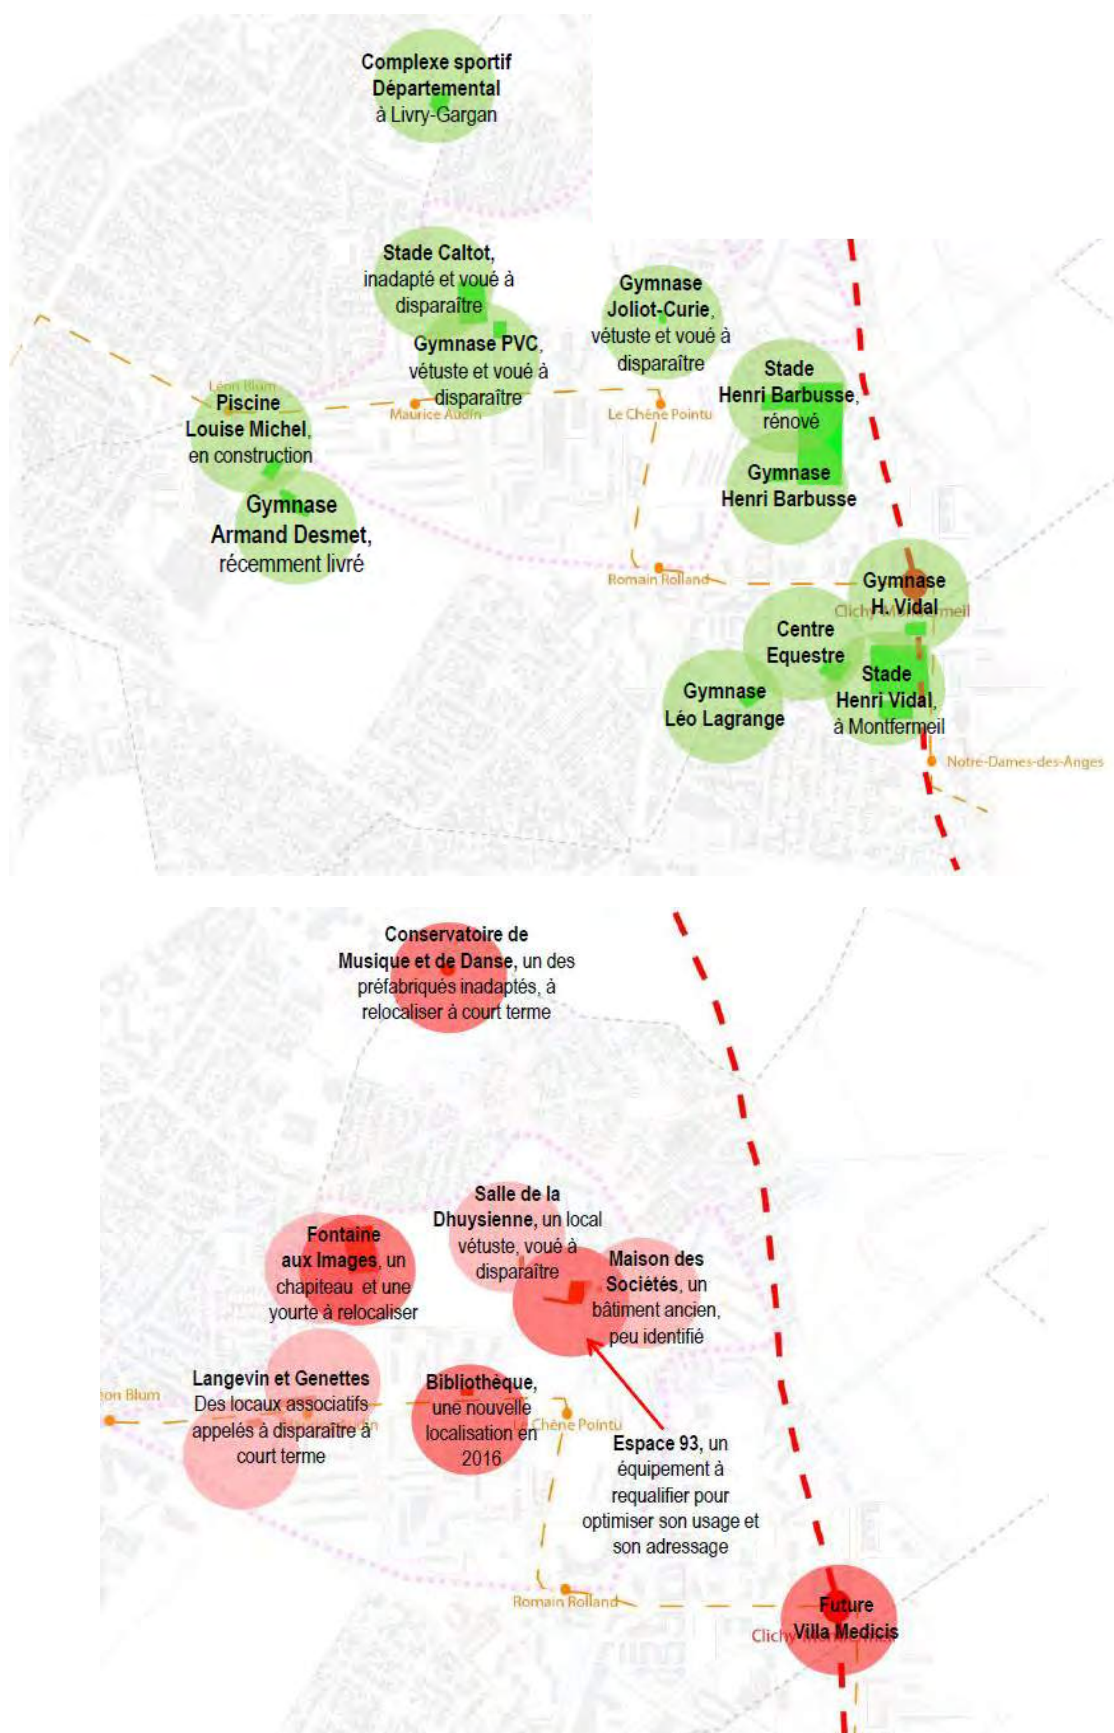 Complexe sportif
Départemental
à Livry-Gargan
Stade Caltot,
inadapté et voué à
disparaître
Gymnase PVC,
vétuste et voué à
disparaître
Gymnase
Joliot-Curie,
vétuste et voué à
disparaître
Stade
Henri Barbusse,
rénové
Gymnase
Henri Barbusse
Léon Blum
Maurice Audin
Le Chêne Pointu
Piscine
Louise Michel,
en construction
Gymnase
Armand Desmet,
récemment livré
Romain Rolland
Gymnase
H. Vidal
Clichy-Montfermeil
Centre
Equestre
Gymnase
Léo Lagrange
Stade
Henri Vidal,
à Montfermeil
Notre-Dames-des-Anges
Conservatoire de
Musique et de Danse, un des
préfabriqués inadaptés, à
relocaliser à court terme
Salle de la
Dhuysienne, un local
vétuste, voué à
disparaître
Fontaine
aux Images, un
chapiteau et une
yourte à relocaliser
Maison des
Sociétés, un
bâtiment ancien,
peu identifié
Langevin et Genettes
Des locaux associatifs
appelés à disparaître à
court terme
Bibliothèque,
une nouvelle
localisation en
2016
Blum
Le Chêne Pointu
Espace 93, un
équipement à
requalifier pour
optimiser son usage et
son adressage
Romain Rolland
Future
Villa Medicis
Clichy-Montfermeil